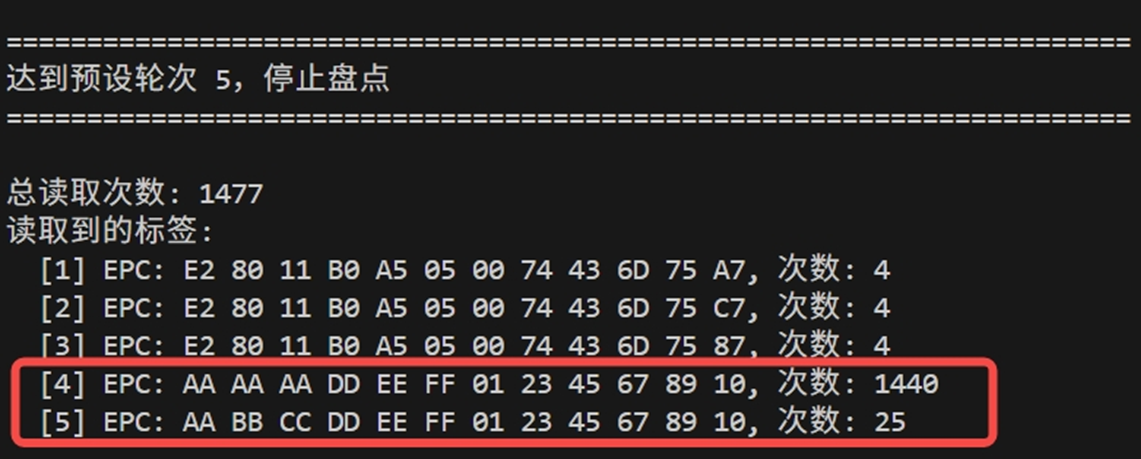 ======================================================================
达到预设轮次 5，停止盘点
======================================================================
总读取次数: 1477
读取到的标签:
[1] EPC: E2 80 11 B0 A5 05 00 74 43 6D 75 A7, 次数: 4
[2] EPC: E2 80 11 B0 A5 05 00 74 43 6D 75 C7, 次数: 4
[3] EPC: E2 80 11 B0 A5 05 00 74 43 6D 75 87, 次数: 4
[4] EPC: AA AA AA DD EE FF 01 23 45 67 89 10, 次数: 1440
[5] EPC: AA BB CC DD EE FF 01 23 45 67 89 10, 次数: 25